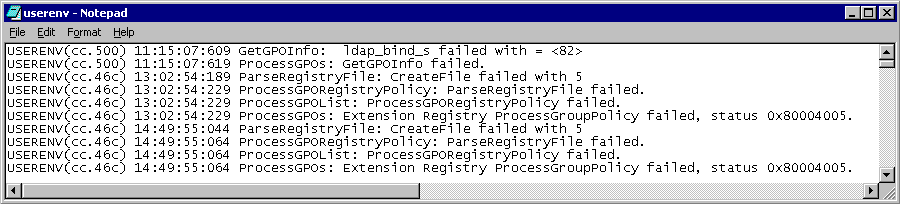 userenv - Notepad
File Edit Format Help
USERENV(cc.500) 11:15:07:609 GetGPOInfo:  ldap_bind_s failed with = <82>
USERENV(cc.500) 11:15:07:619 ProcessGPOs: GetGPOInfo failed.
USERENV(cc.46c) 13:02:54:189 ParseRegistryFile: CreateFile failed with 5
USERENV(cc.46c) 13:02:54:229 ProcessGPORegistryPolicy: ParseRegistryFile failed.
USERENV(cc.46c) 13:02:54:229 ProcessGPOList: ProcessGPORegistryPolicy failed.
USERENV(cc.46c) 13:02:54:229 ProcessGPOs: Extension Registry ProcessGroupPolicy failed, status 0x80004005.
USERENV(cc.46c) 14:49:55:044 ParseRegistryFile: CreateFile failed with 5
USERENV(cc.46c) 14:49:55:064 ProcessGPORegistryPolicy: ParseRegistryFile failed.
USERENV(cc.46c) 14:49:55:064 ProcessGPOList: ProcessGPORegistryPolicy failed.
USERENV(cc.46c) 14:49:55:064 ProcessGPOs: Extension Registry ProcessGroupPolicy failed, status 0x80004005.